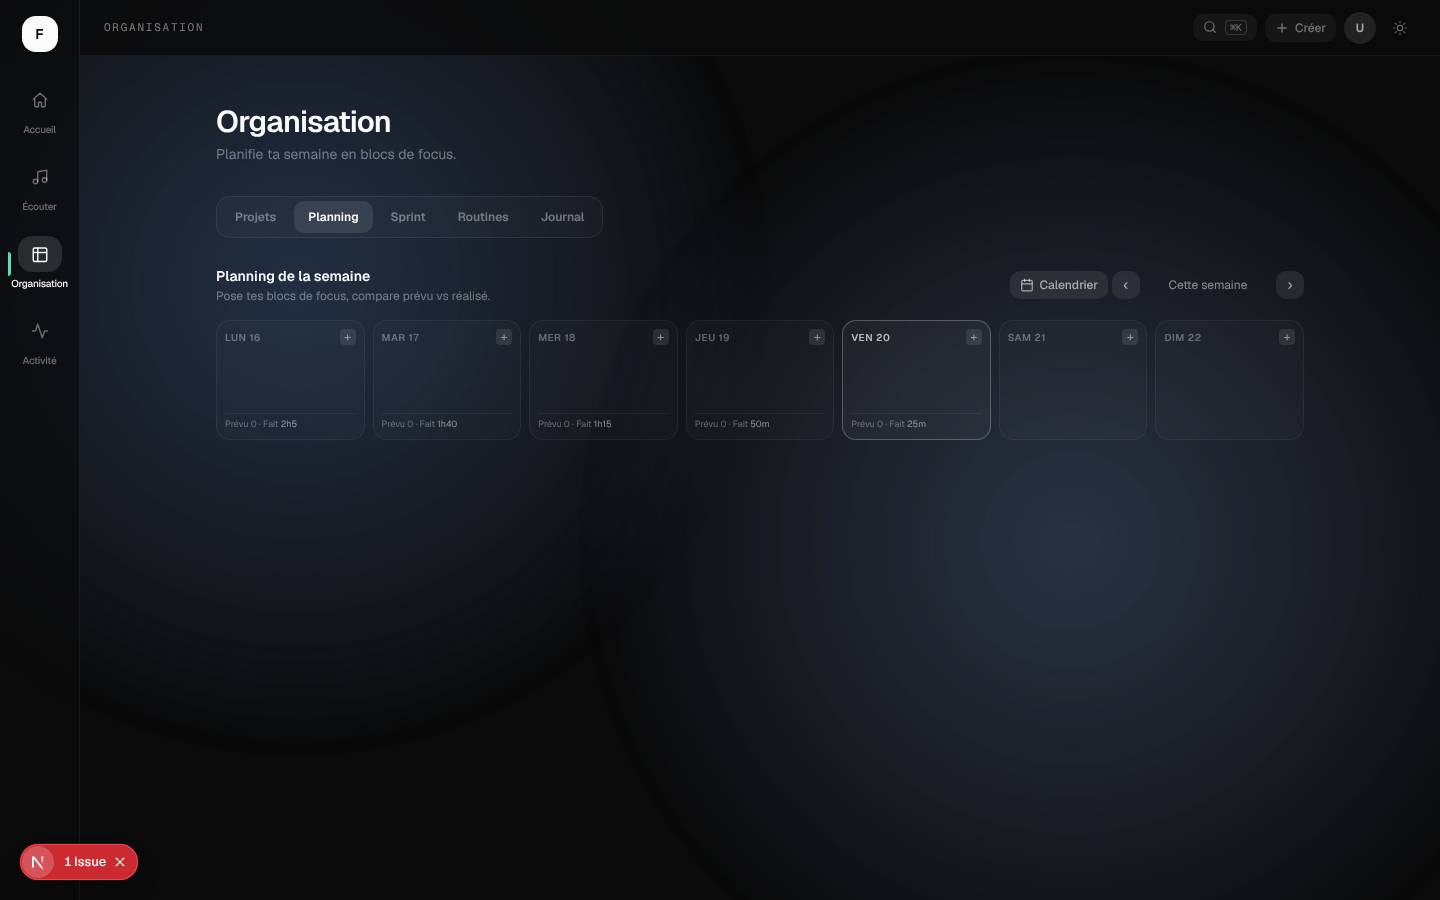 F
ORGANISATION
⌘K
+ Créer
U
Accueil
Écouter
Organisation
Activité
Organisation
Planifie ta semaine en blocs de focus.
Projets Planning Sprint Routines Journal
Planning de la semaine
Pose tes blocs de focus, compare prévu vs réalisé.
Calendrier ‹ Cette semaine ›
LUN 16 + MAR 17 + MER 18 + JEU 19 + VEN 20 + SAM 21 + DIM 22 +
Prévu 0 · Fait 2h5 Prévu 0 · Fait 1h40 Prévu 0 · Fait 1h15 Prévu 0 · Fait 50m Prévu 0 · Fait 25m
N 1 Issue